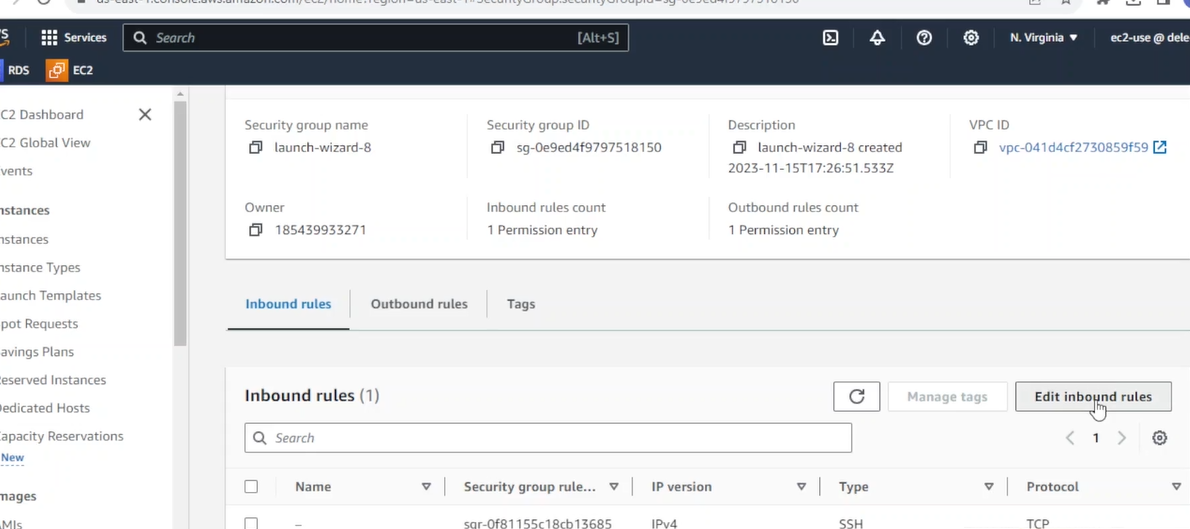 us-east-1.console.aws.amazon.com/ec2/home?region=us-east-1#SecurityGroup:securityGroupId=sg-0e9ed4f9797518150
Services
Search
[Alt+S]
N. Virginia
ec2-use @ dele
RDS
EC2
C2 Dashboard
C2 Global View
vents
nstances
nstances
nstance Types
aunch Templates
pot Requests
avings Plans
eserved Instances
Dedicated Hosts
apacity Reservations
New
mages
AMIs
Security group name
launch-wizard-8
Security group ID
sg-0e9ed4f9797518150
Description
launch-wizard-8 created
2023-11-15T17:26:51.533Z
VPC ID
vpc-041d4cf2730859f59
Owner
185439933271
Inbound rules count
1 Permission entry
Outbound rules count
1 Permission entry
Inbound rules
Outbound rules
Tags
Inbound rules (1)
Manage tags
Edit inbound rules
Search
1
Name
Security group rule...
IP version
Type
Protocol
–
sgr-0f81155c18cb13685
IPv4
SSH
TCP